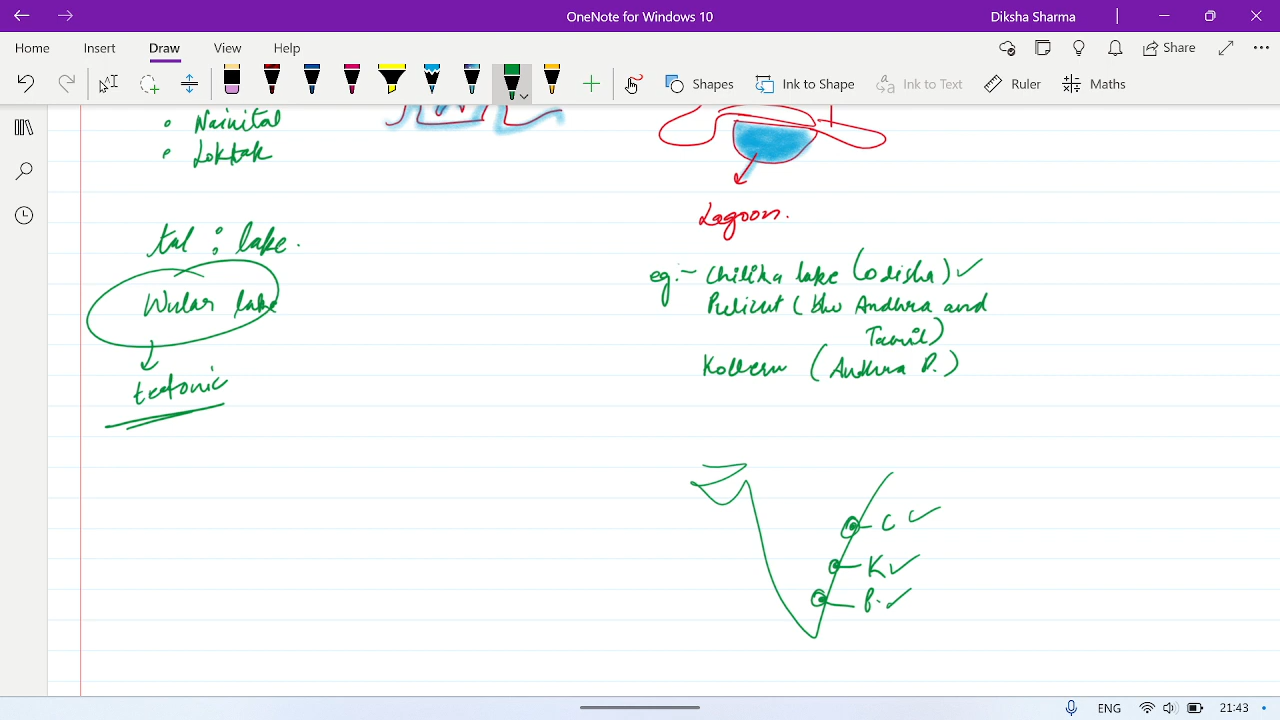 OneNote for Windows 10
Diksha Sharma
Home Insert Draw View Help
Share
Shapes Ink to Shape Ink to Text Ruler Maths
• Nainital
• Loktak
tal : lake.
Wular lake
tectonic
Lagoon.
eg:- Chilika lake (odisha) ✓
Pulicut ( Andhra and
Tamil)
Kolleru (Andhra P.)
C ✓
K ✓
P. ✓
ENG 21:43